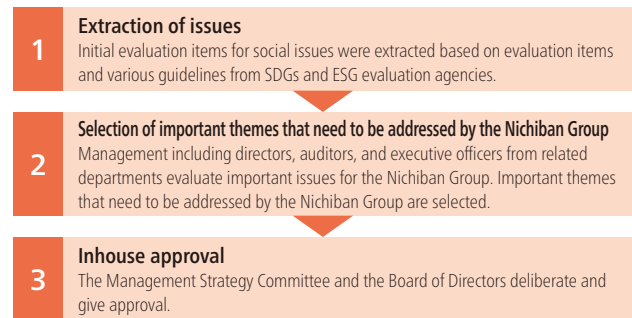 1
Extraction of issues
Initial evaluation items for social issues were extracted based on evaluation items
and various guidelines from SDGs and ESG evaluation agencies.
2
Selection of important themes that need to be addressed by the Nichiban Group
Management including directors, auditors, and executive officers from related
departments evaluate important issues for the Nichiban Group. Important themes
that need to be addressed by the Nichiban Group are selected.
3
Inhouse approval
The Management Strategy Committee and the Board of Directors deliberate and
give approval.